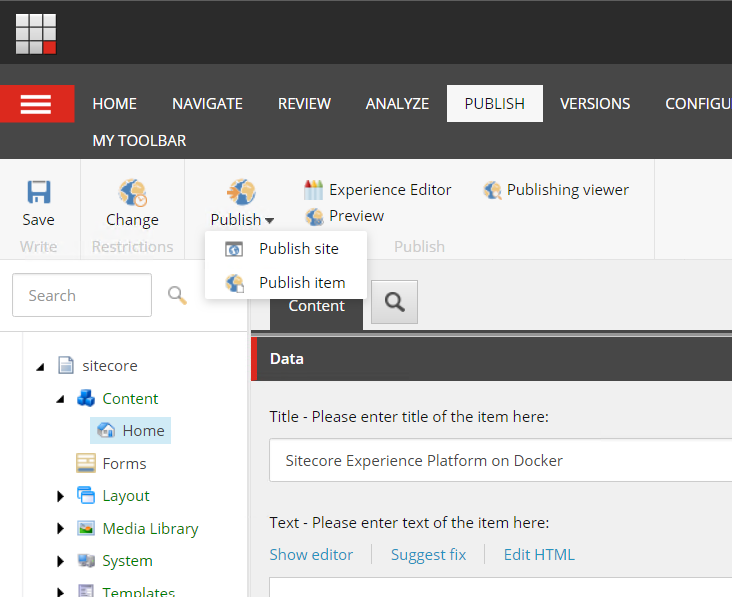 HOME NAVIGATE REVIEW ANALYZE PUBLISH VERSIONS CONFIGU
MY TOOLBAR
Save
Write
Change
Restrictions
Publish
Experience Editor
Preview
Publishing viewer
Publish
Publish site
Publish item
Search
Content
sitecore
Content
Home
Forms
Layout
Media Library
System
Templates
Data
Title - Please enter title of the item here:
Sitecore Experience Platform on Docker
Text - Please enter text of the item here:
Show editor Suggest fix Edit HTML